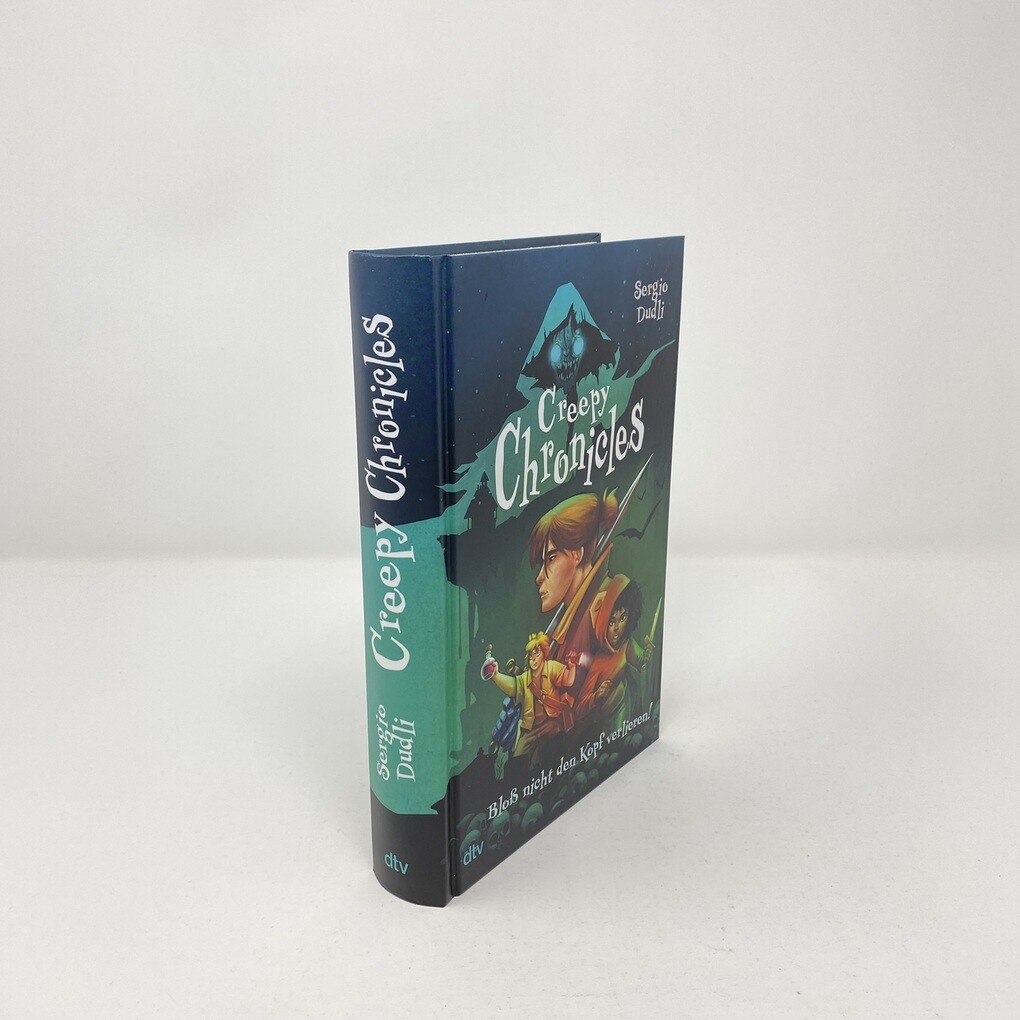 Creepy Chronicles
Sergio
Dudli
dtv
Sergio
Dudli
Creepy
Chronicles
Bloß nicht den Kopf verlieren!
dtv